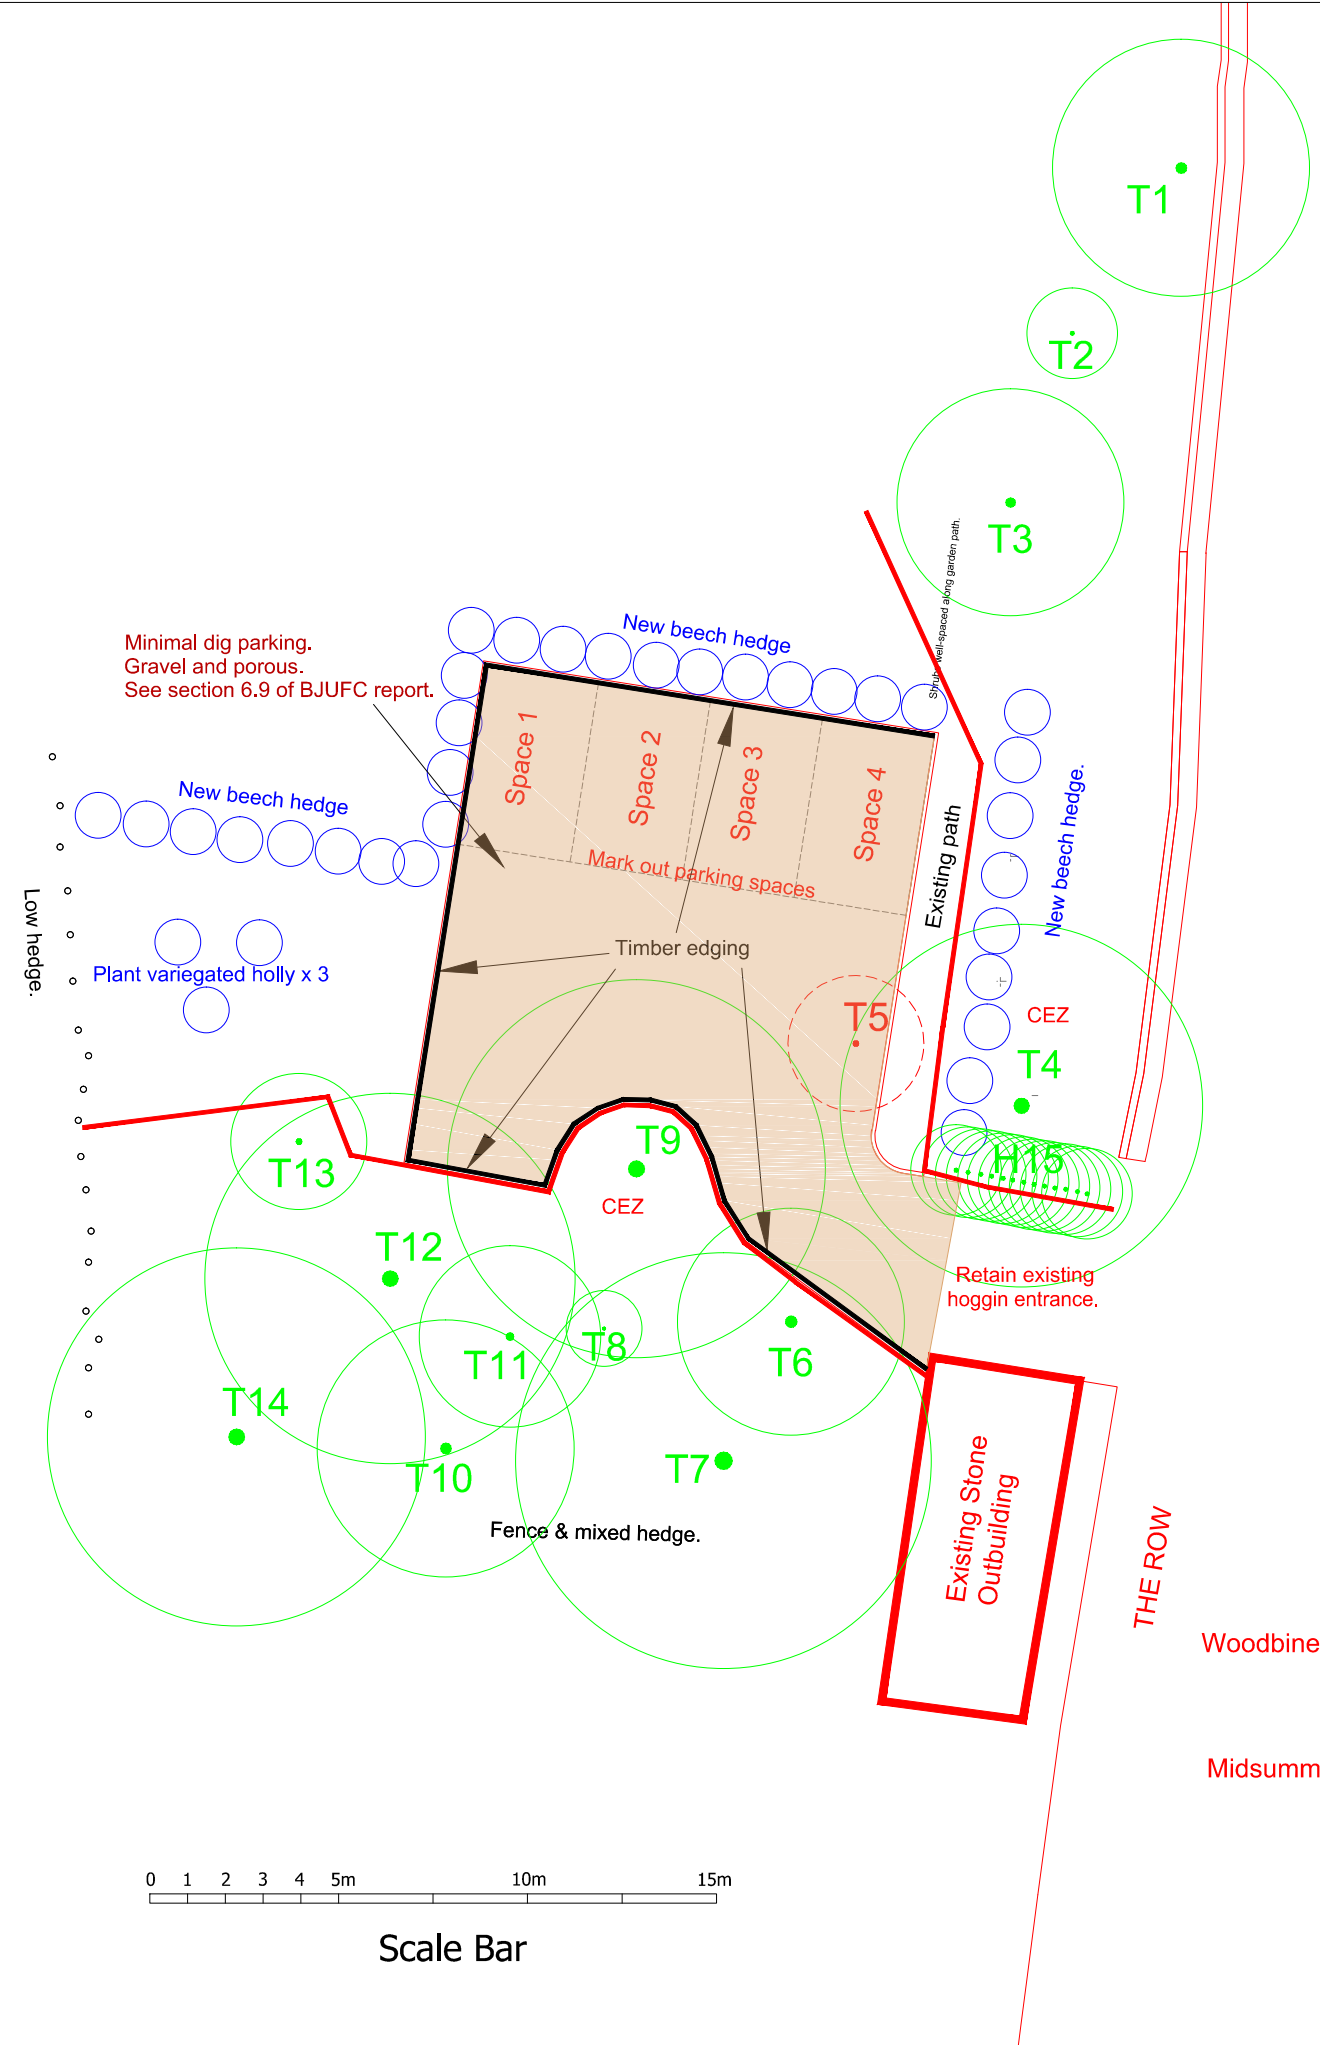 T1
T2
T3
Shrub well-spaced along garden path.
New beech hedge
Minimal dig parking.
Gravel and porous.
See section 6.9 of BJUFC report.
Space 1
Space 2
Space 3
Space 4
New beech hedge
Mark out parking spaces
Existing path
New beech hedge.
Low hedge.
Timber edging
Plant variegated holly x 3
T5
CEZ
T4
T9
H15
T13
CEZ
T12
Retain existing
hoggin entrance.
T8
T11
T6
T14
T10
T7
Fence & mixed hedge.
Existing Stone
Outbuilding
THE ROW
Woodbine
Midsumm
0 1 2 3 4 5m 10m 15m
Scale Bar